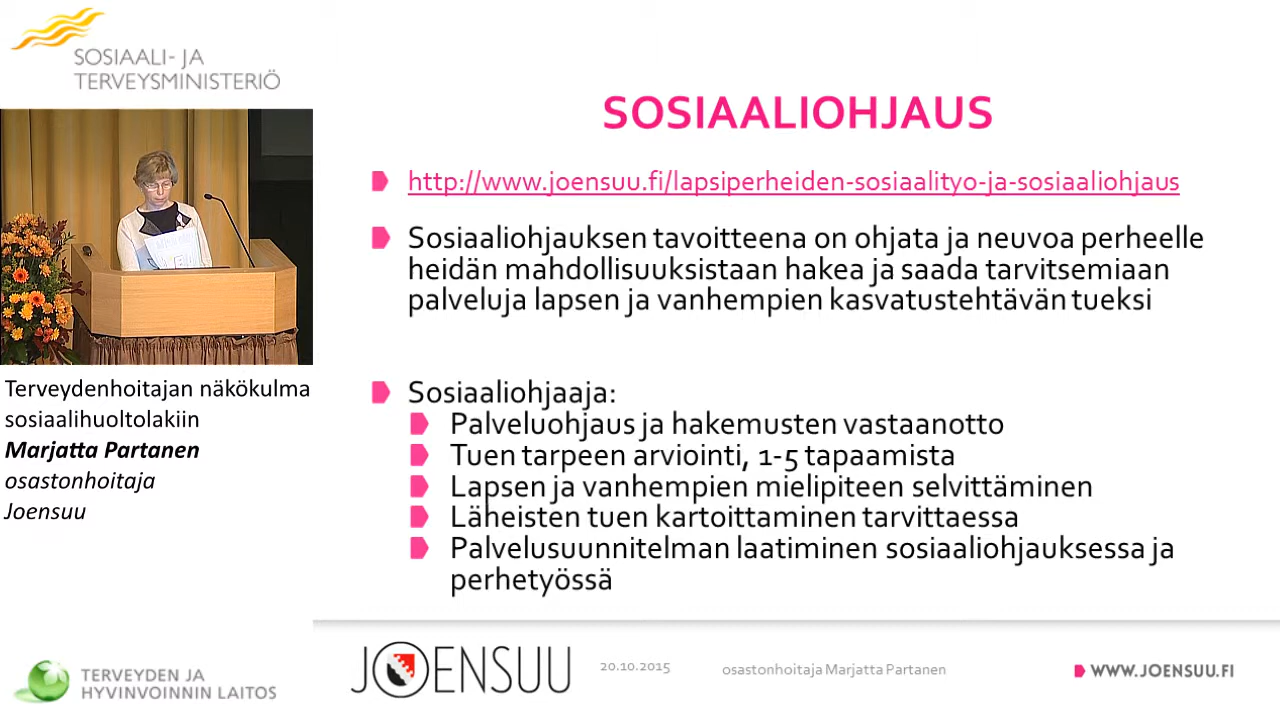 SOSIAALI- JA
TERVEYSMINISTERIÖ
Terveydenhoitajan näkökulma
sosiaalihuoltolakiin
Marjatta Partanen
osastonhoitaja
Joensuu
TERVEYDEN JA
HYVINVOINNIN LAITOS
SOSIAALIOHJAUS
http://www.joensuu.fi/lapsiperheiden-sosiaalityo-ja-sosiaaliohjaus
Sosiaaliohjauksen tavoitteena on ohjata ja neuvoa perheelle
heidän mahdollisuuksistaan hakea ja saada tarvitsemiaan
palveluja lapsen ja vanhempien kasvatustehtävän tueksi
Sosiaaliohjaaja:
Palveluohjaus ja hakemusten vastaanotto
Tuen tarpeen arviointi, 1-5 tapaamista
Lapsen ja vanhempien mielipiteen selvittäminen
Läheisten tuen kartoittaminen tarvittaessa
Palvelusuunnitelman laatiminen sosiaaliohjauksessa ja
perhetyössä
JOENSUU
20.10.2015
osastonhoitaja Marjatta Partanen
WWW.JOENSUU.FI